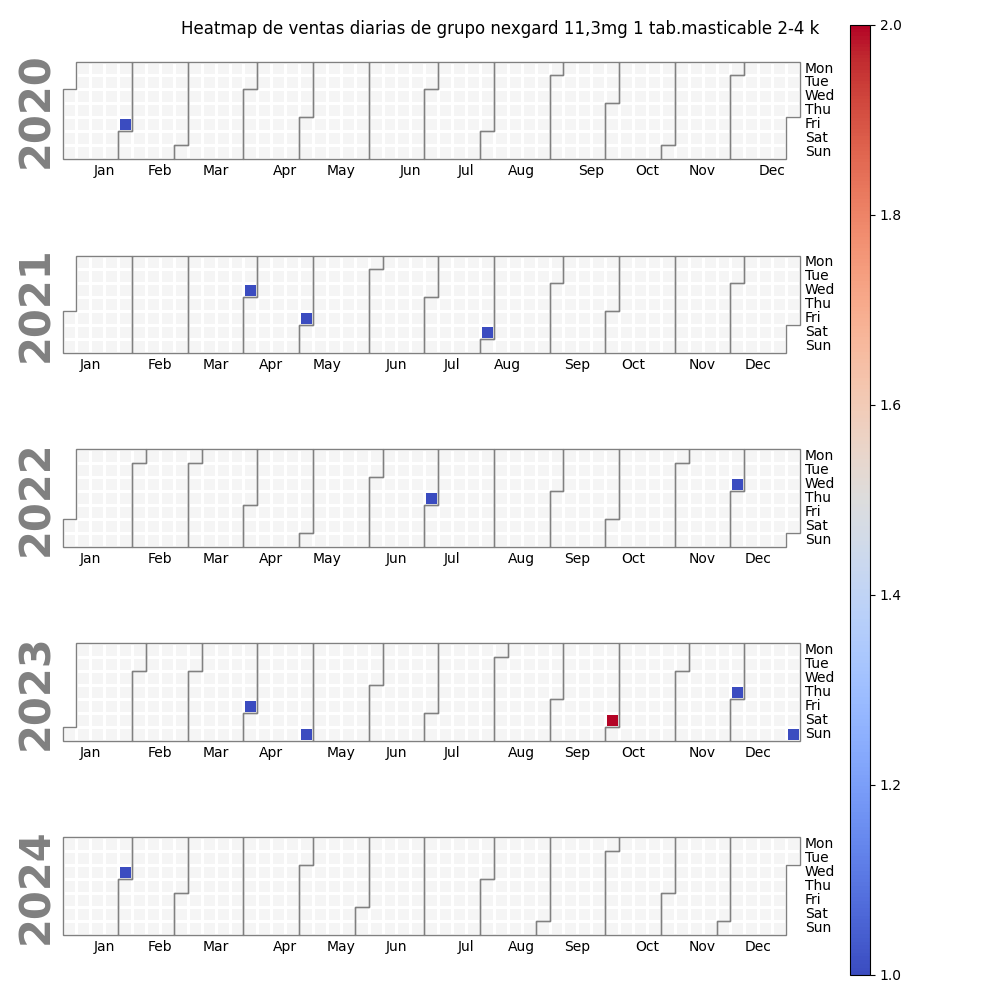 Heatmap de ventas diarias de grupo nexgard 11,3mg 1 tab.masticable 2-4 k
2020
Mon
Tue
Wed
Thu
Fri
Sat
Sun
Jan Feb Mar Apr May Jun Jul Aug Sep Oct Nov Dec
2021
Mon
Tue
Wed
Thu
Fri
Sat
Sun
Jan Feb Mar Apr May Jun Jul Aug Sep Oct Nov Dec
2022
Mon
Tue
Wed
Thu
Fri
Sat
Sun
Jan Feb Mar Apr May Jun Jul Aug Sep Oct Nov Dec
2023
Mon
Tue
Wed
Thu
Fri
Sat
Sun
Jan Feb Mar Apr May Jun Jul Aug Sep Oct Nov Dec
2024
Mon
Tue
Wed
Thu
Fri
Sat
Sun
Jan Feb Mar Apr May Jun Jul Aug Sep Oct Nov Dec
2.0
1.8
1.6
1.4
1.2
1.0